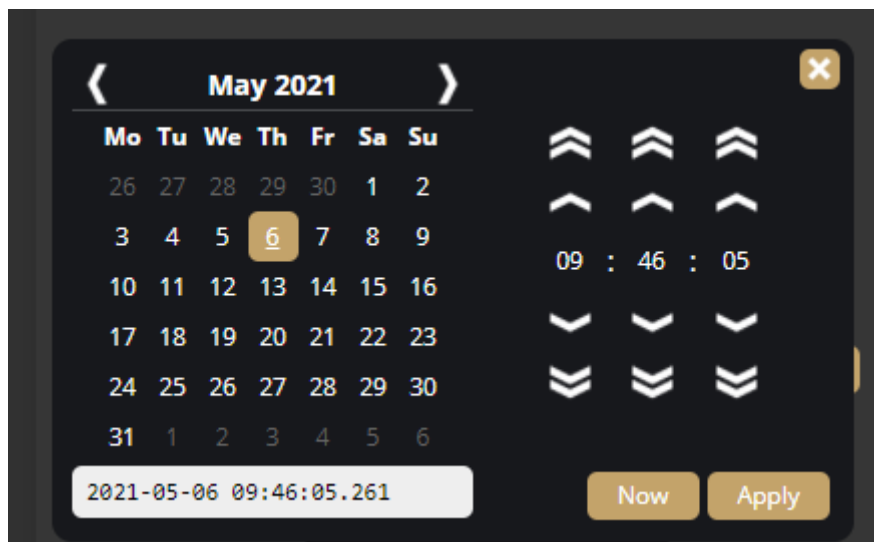 May 2021
Mo Tu We Th Fr Sa Su
26 27 28 29 30 1 2
3 4 5 6 7 8 9
10 11 12 13 14 15 16
17 18 19 20 21 22 23
24 25 26 27 28 29 30
31 1 2 3 4 5 6
2021-05-06 09:46:05.261
09 : 46 : 05
Now Apply